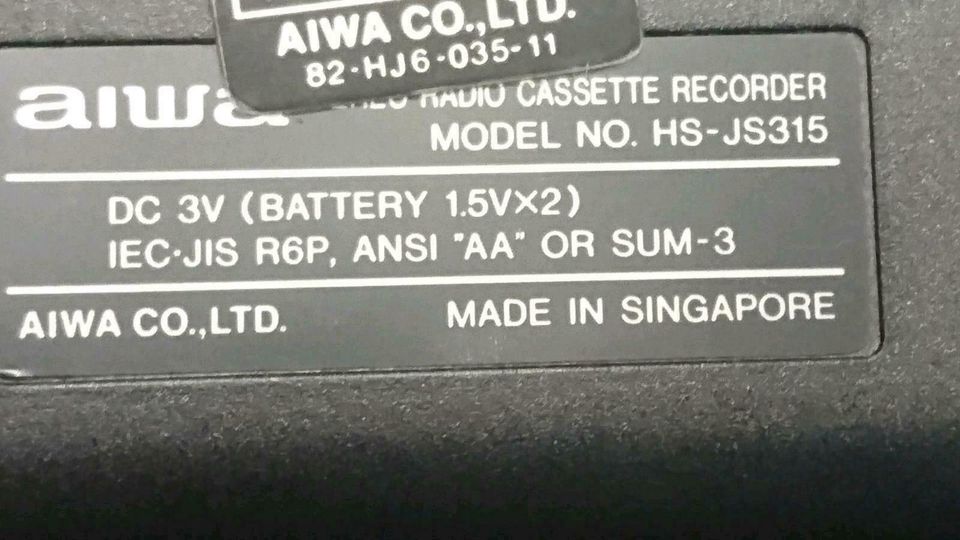 AIWA CO.,LTD.
82-HJ6-035-11
aiwa RADIO CASSETTE RECORDER
MODEL NO. HS-JS315
DC 3V (BATTERY 1.5V×2)
IEC·JIS R6P, ANSI "AA" OR SUM-3
AIWA CO.,LTD. MADE IN SINGAPORE